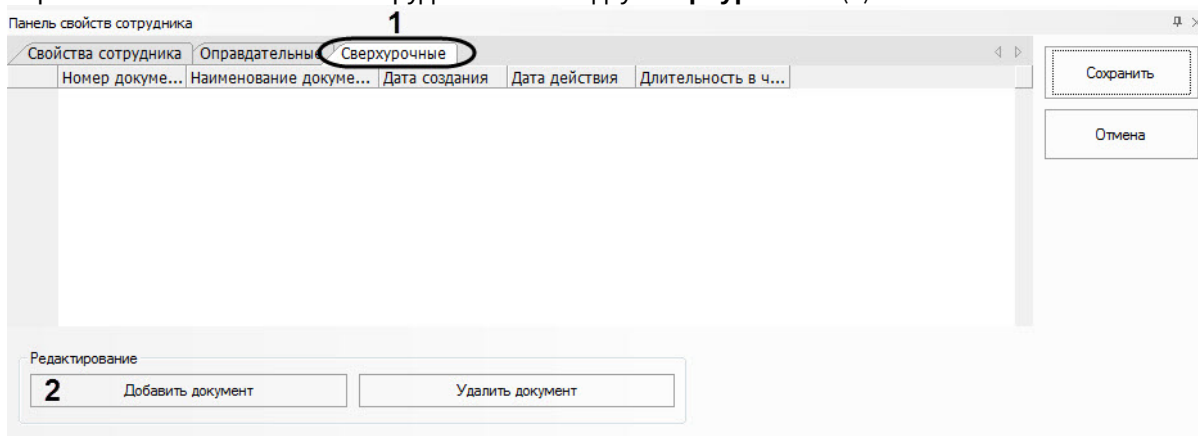 Панель свойств сотрудника
1
Свойства сотрудника Оправдательные Сверхурочные
Номер докуме... Наименование докуме... Дата создания Дата действия Длительность в ч...
Сохранить
Отмена
Редактирование
2 Добавить документ Удалить документ